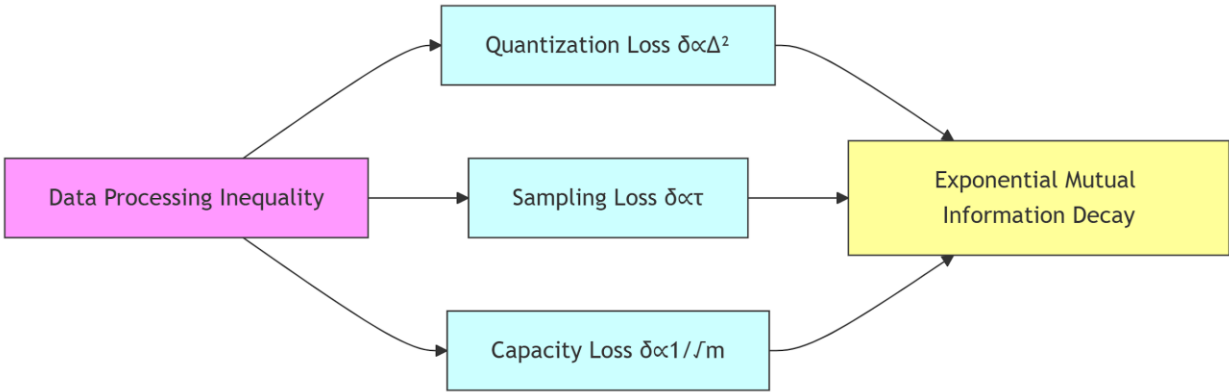 Quantization Loss δ∝Δ²
Data Processing Inequality
Sampling Loss δ∝τ
Exponential Mutual
Information Decay
Capacity Loss δ∝1/√m